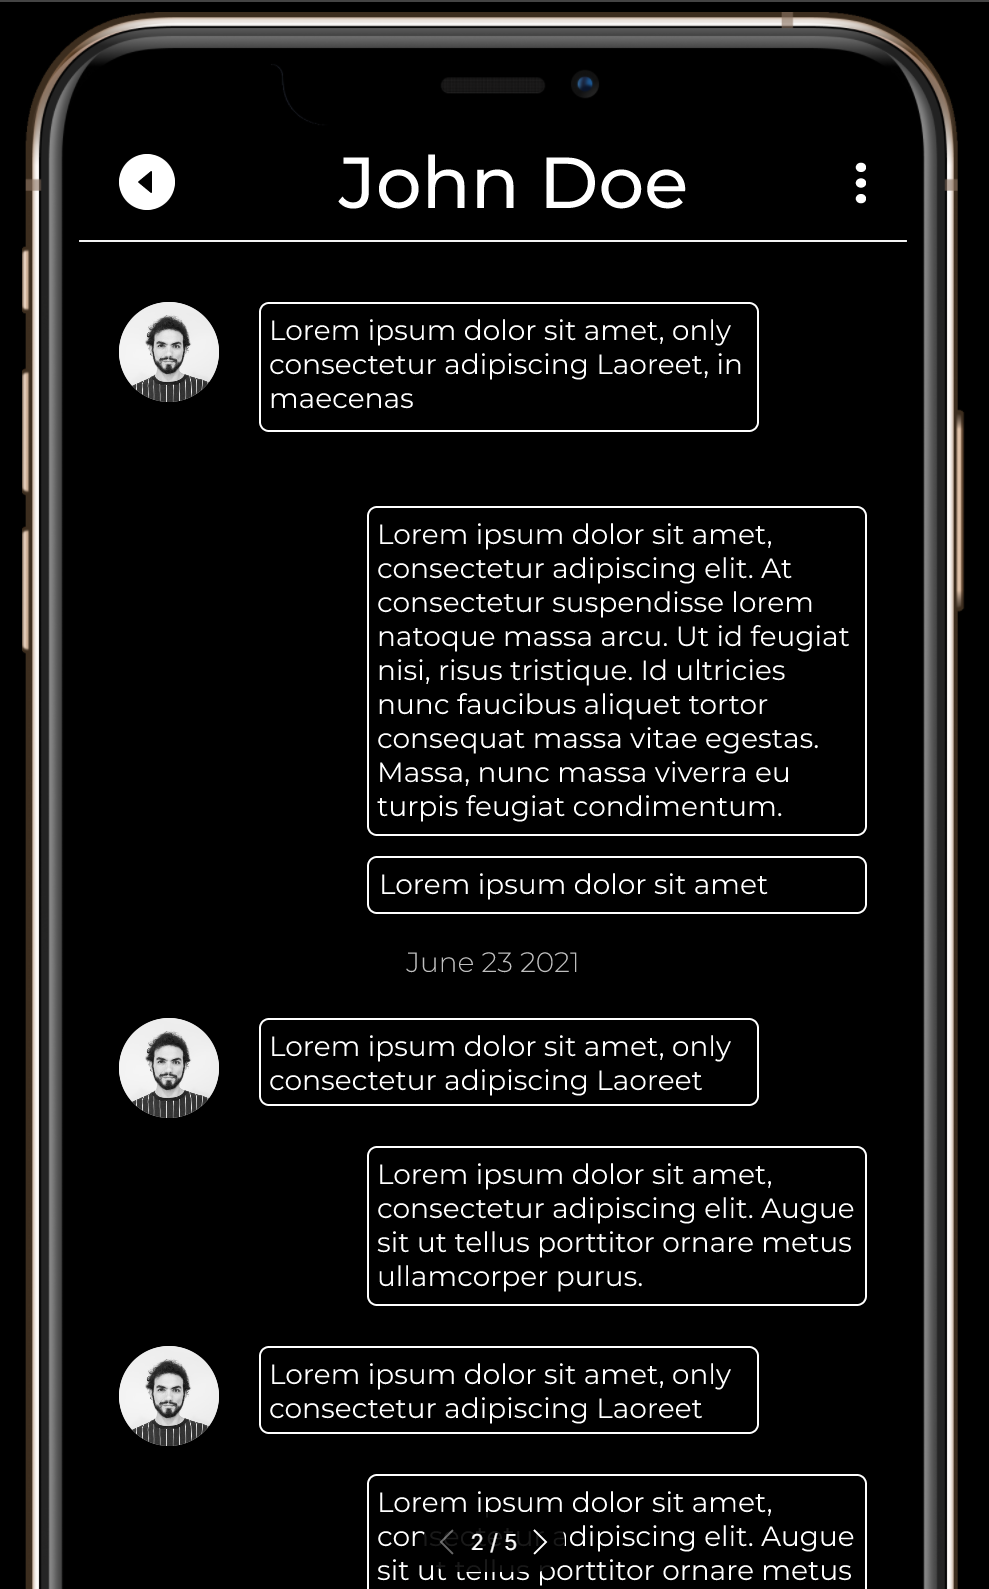 John Doe
Lorem ipsum dolor sit amet, only
consectetur adipiscing Laoreet, in
maecenas
Lorem ipsum dolor sit amet,
consectetur adipiscing elit. At
consectetur suspendisse lorem
natoque massa arcu. Ut id feugiat
nisi, risus tristique. Id ultricies
nunc faucibus aliquet tortor
consequat massa vitae egestas.
Massa, nunc massa viverra eu
turpis feugiat condimentum.
Lorem ipsum dolor sit amet
June 23 2021
Lorem ipsum dolor sit amet, only
consectetur adipiscing Laoreet
Lorem ipsum dolor sit amet,
consectetur adipiscing elit. Augue
sit ut tellus porttitor ornare metus
ullamcorper purus.
Lorem ipsum dolor sit amet, only
consectetur adipiscing Laoreet
Lorem ipsum dolor sit amet,
consectetur adipiscing elit. Augue
2 / 5
sit ut tellus porttitor ornare metus